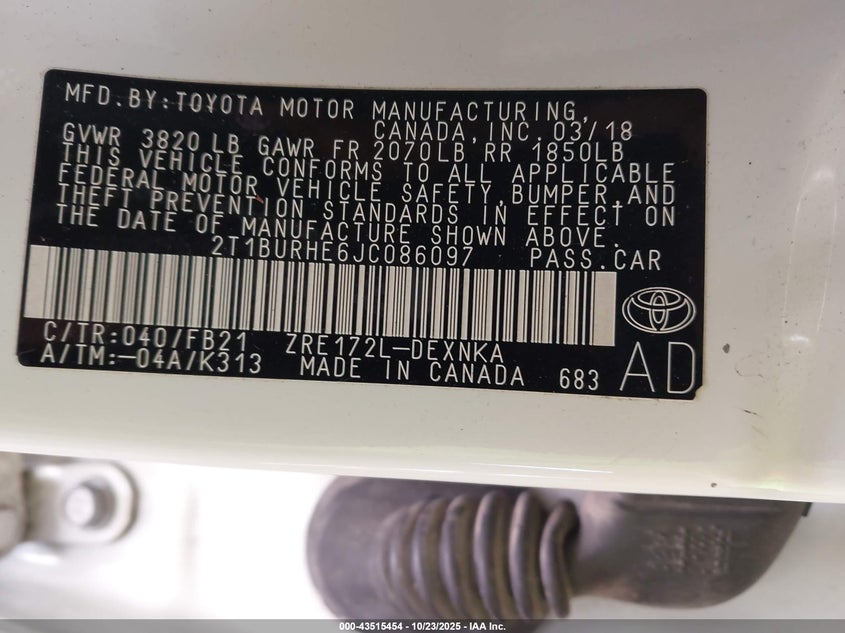 MFD.BY:TOYOTA MOTOR MANUFACTURING,
CANADA,INC. 03/18
GVWR 3820 LB GAWR FR 2070LB RR 1850LB
THIS VEHICLE CONFORMS TO ALL APPLICABLE
FEDERAL MOTOR VEHICLE SAFETY,BUMPER,AND
THEFT PREVENTION STANDARDS IN EFFECT ON
THE DATE OF MANUFACTURE SHOWN ABOVE.
2T1BURHE6JC086097 PASS.CAR
C/TR:040/FB21 ZRE172L-DEXNKA
A/TM:-04A/K313 MADE IN CANADA 683 AD
000-43515454 - 10/23/2025 - IAA Inc.